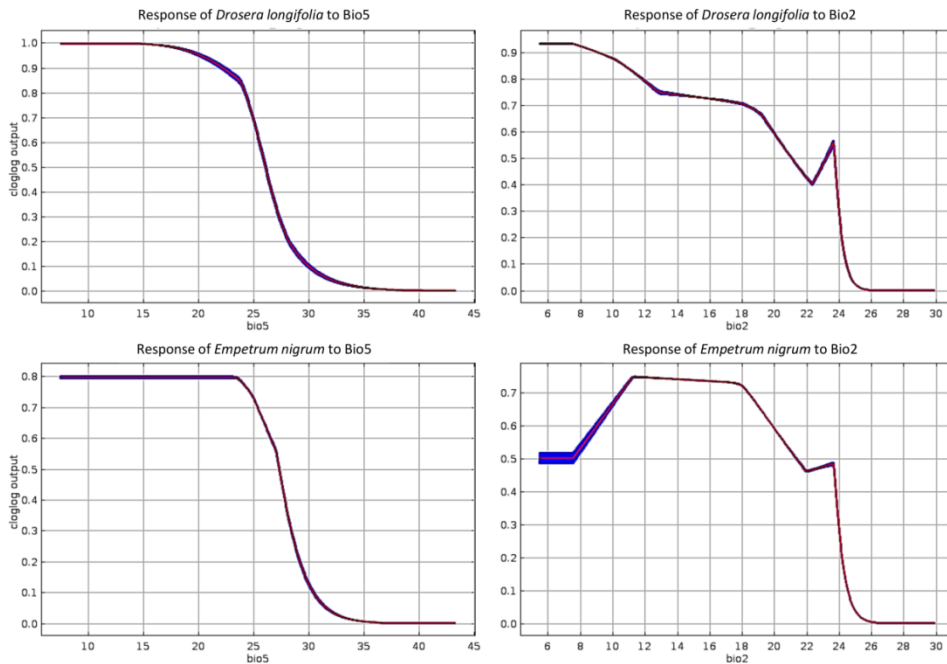 Response of Drosera longifolia to Bio5
1.0
0.9
0.8
0.7
0.6
0.5
0.4
0.3
0.2
0.1
0.0
cloglog output
10 15 20 25 30 35 40 45
bio5
Response of Drosera longifolia to Bio2
0.9
0.8
0.7
0.6
0.5
0.4
0.3
0.2
0.1
0.0
6 8 10 12 14 16 18 20 22 24 26 28 30
bio2
Response of Empetrum nigrum to Bio5
0.8
0.7
0.6
0.5
0.4
0.3
0.2
0.1
0.0
cloglog output
10 15 20 25 30 35 40 45
bio5
Response of Empetrum nigrum to Bio2
0.7
0.6
0.5
0.4
0.3
0.2
0.1
0.0
6 8 10 12 14 16 18 20 22 24 26 28 30
bio2